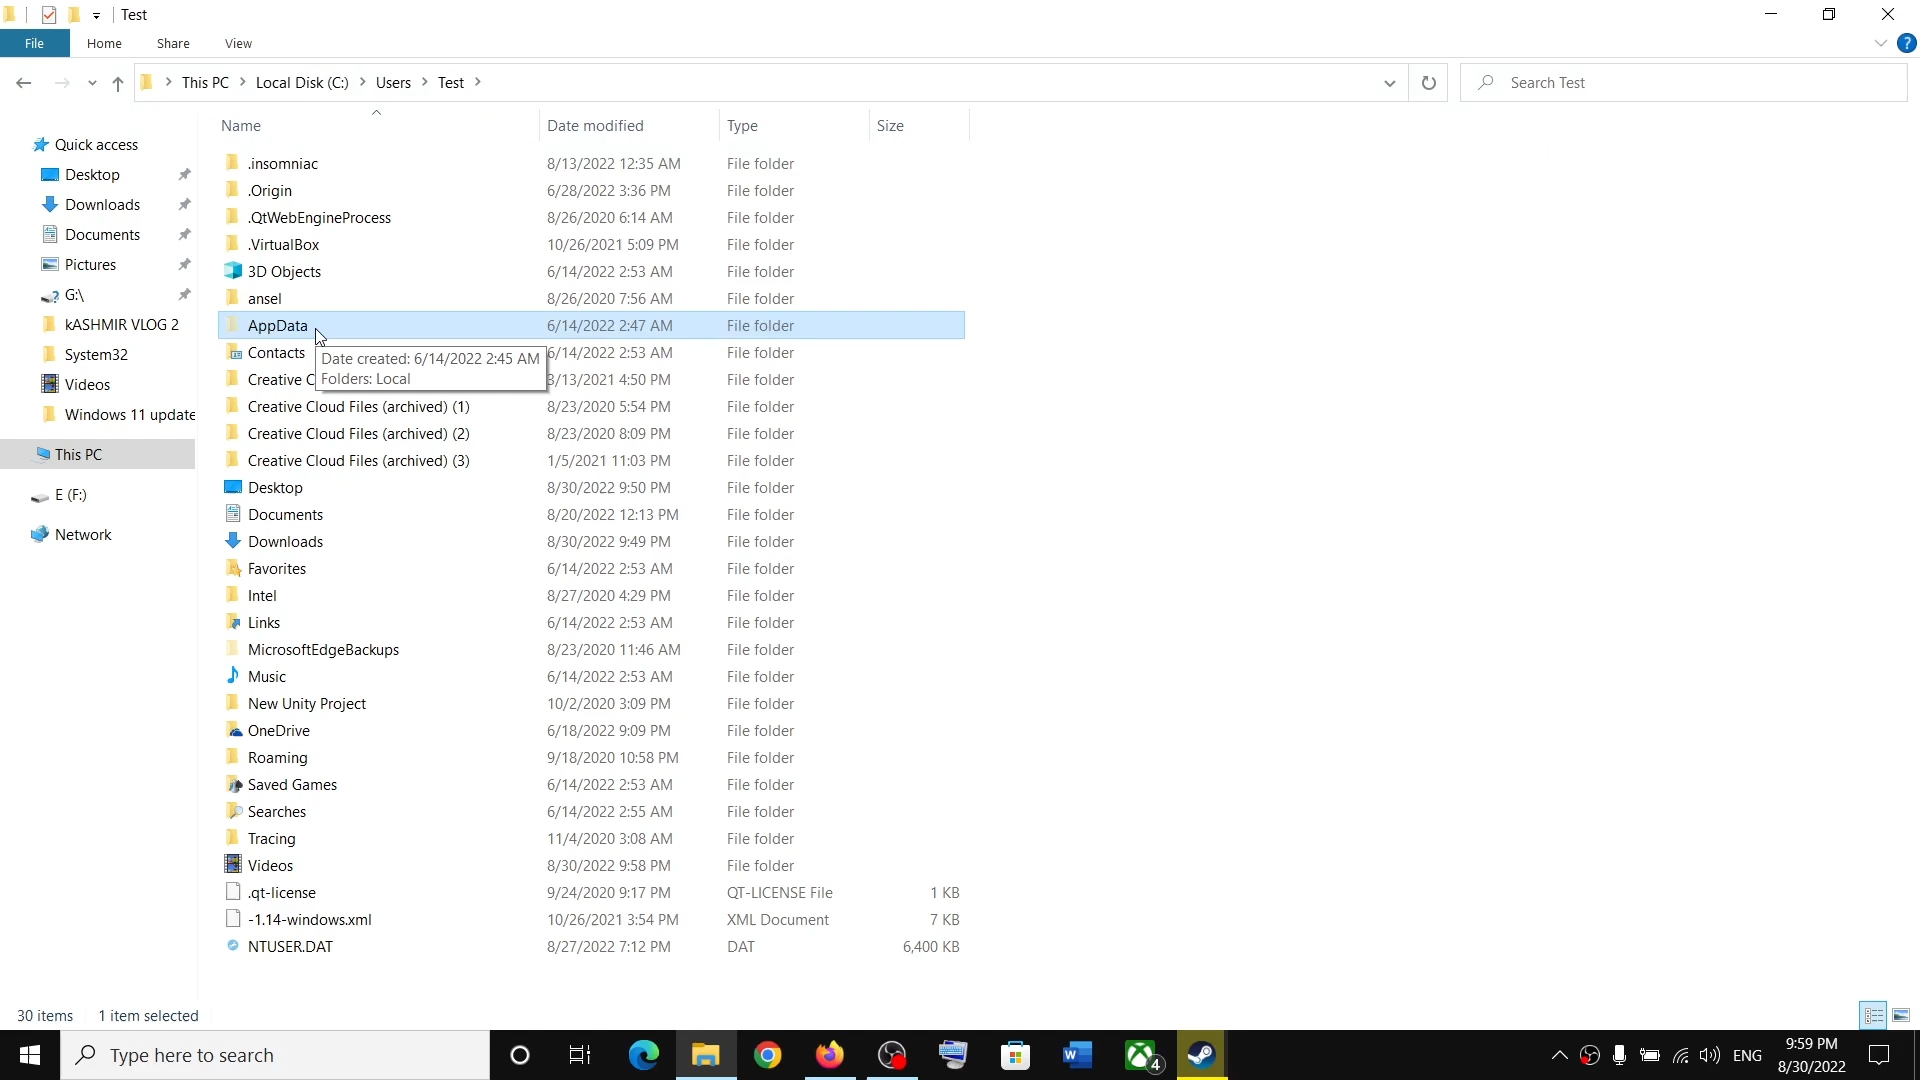 Test
File Home Share View
This PC Local Disk (C:) Users Test
Search Test
Name Date modified Type Size
Quick access
Desktop
Downloads
Documents
Pictures
G:\
kASHMIR VLOG 2
System32
Videos
Windows 11 update
This PC
E (F:)
Network
.insomniac 8/13/2022 12:35 AM File folder
.Origin 6/28/2022 3:36 PM File folder
.QtWebEngineProcess 8/26/2020 6:14 AM File folder
.VirtualBox 10/26/2021 5:09 PM File folder
3D Objects 6/14/2022 2:53 AM File folder
ansel 8/26/2020 7:56 AM File folder
AppData 6/14/2022 2:47 AM File folder
Contacts 6/14/2022 2:53 AM File folder
Date created: 6/14/2022 2:45 AM
Folders: Local
Creative C 3/13/2021 4:50 PM File folder
Creative Cloud Files (archived) (1) 8/23/2020 5:54 PM File folder
Creative Cloud Files (archived) (2) 8/23/2020 8:09 PM File folder
Creative Cloud Files (archived) (3) 1/5/2021 11:03 PM File folder
Desktop 8/30/2022 9:50 PM File folder
Documents 8/20/2022 12:13 PM File folder
Downloads 8/30/2022 9:49 PM File folder
Favorites 6/14/2022 2:53 AM File folder
Intel 8/27/2020 4:29 PM File folder
Links 6/14/2022 2:53 AM File folder
MicrosoftEdgeBackups 8/23/2020 11:46 AM File folder
Music 6/14/2022 2:53 AM File folder
New Unity Project 10/2/2020 3:09 PM File folder
OneDrive 6/18/2022 9:09 PM File folder
Roaming 9/18/2020 10:58 PM File folder
Saved Games 6/14/2022 2:53 AM File folder
Searches 6/14/2022 2:55 AM File folder
Tracing 11/4/2020 3:08 AM File folder
Videos 8/30/2022 9:58 PM File folder
.qt-license 9/24/2020 9:17 PM QT-LICENSE File 1 KB
-1.14-windows.xml 10/26/2021 3:54 PM XML Document 7 KB
NTUSER.DAT 8/27/2022 7:12 PM DAT 6,400 KB
30 items 1 item selected
Type here to search
4
ENG
9:59 PM
8/30/2022